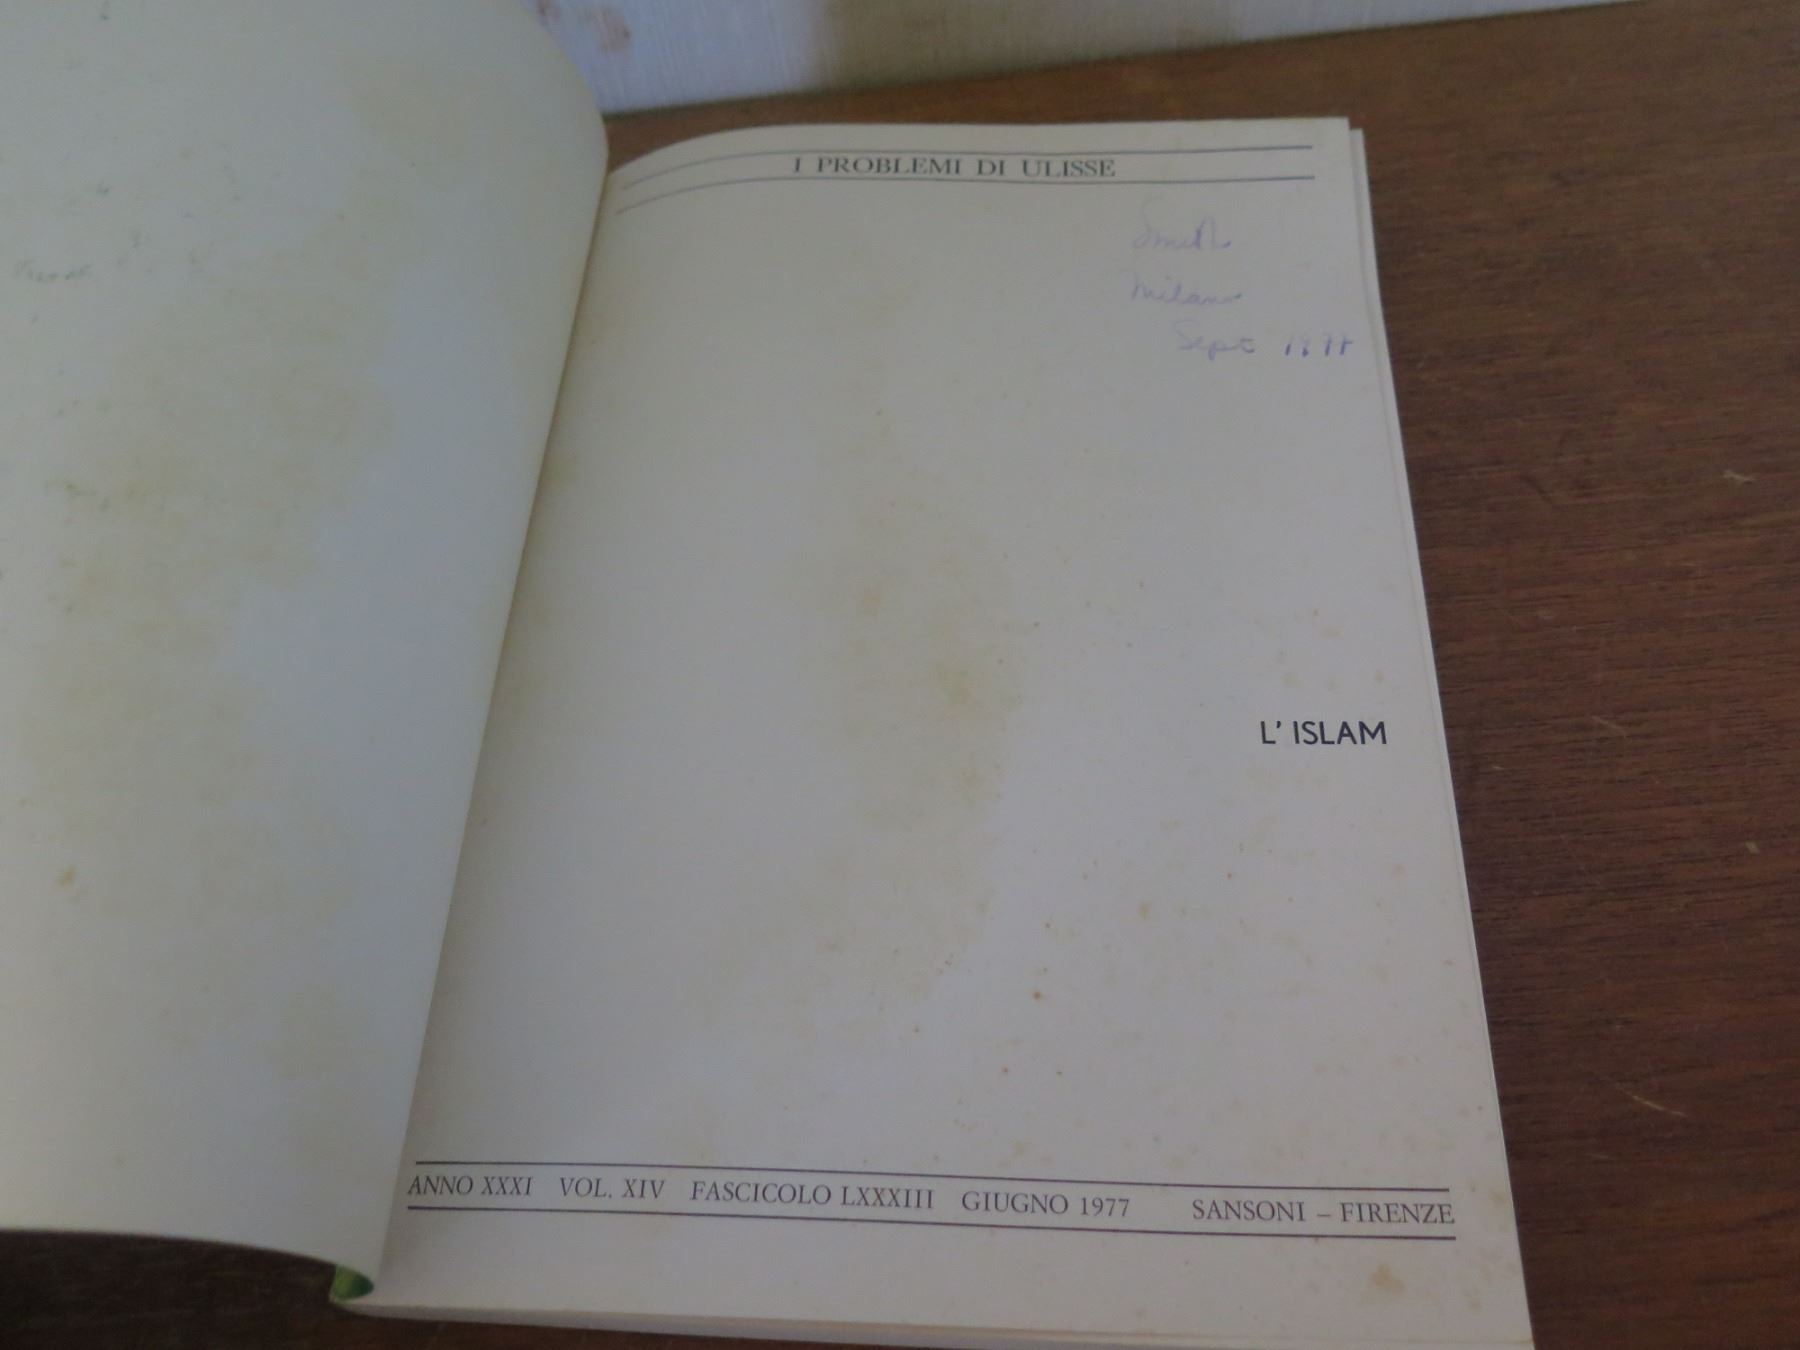 I PROBLEMI DI ULISSE
Smith
Milano
Sept 1977
L' ISLAM
ANNO XXXI VOL. XIV FASCICOLO LXXXIII GIUGNO 1977 SANSONI – FIRENZE